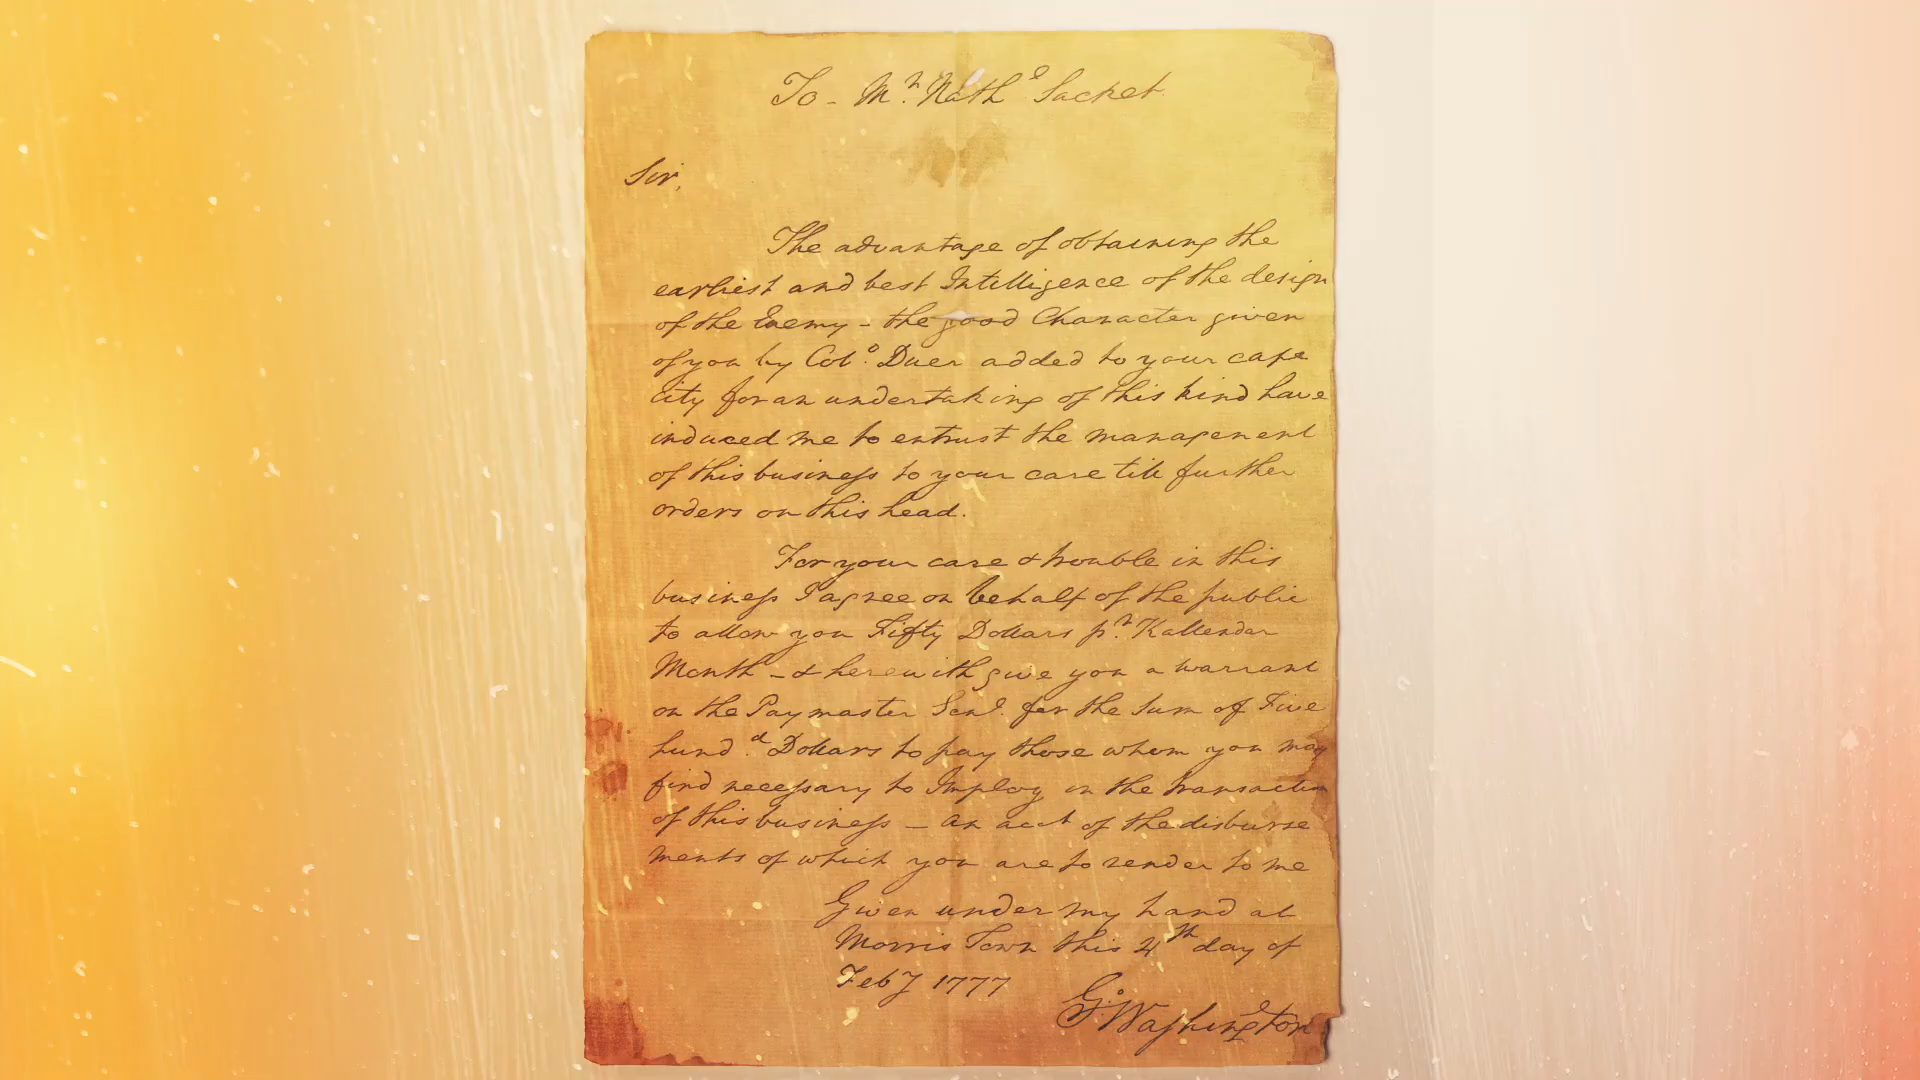 To - Mr. Nathl Sacket
Sir,
The advantage of obtaining the
earliest and best Intelligence of the design
of the Enemy - the good Character given
of you by Colo. Duer added to your capa
city for an undertaking of this kind have
induced me to entrust the management
of this business to your care till further
orders on this head.
For your care & trouble in this
business I agree on behalf of the public
to allow you Fifty Dollars pr. Kallender
Month - & herewith give you a warrant
on the Paymaster Genl. for the Sum of Five
hund.d Dollars to pay those whom you may
find necessary to Imploy in the transaction
of this business - an acct of the disburse
ments of which you are to render to me
Given under my hand at
Morris Town this 4th day of
Feby 1777
Go: Washington